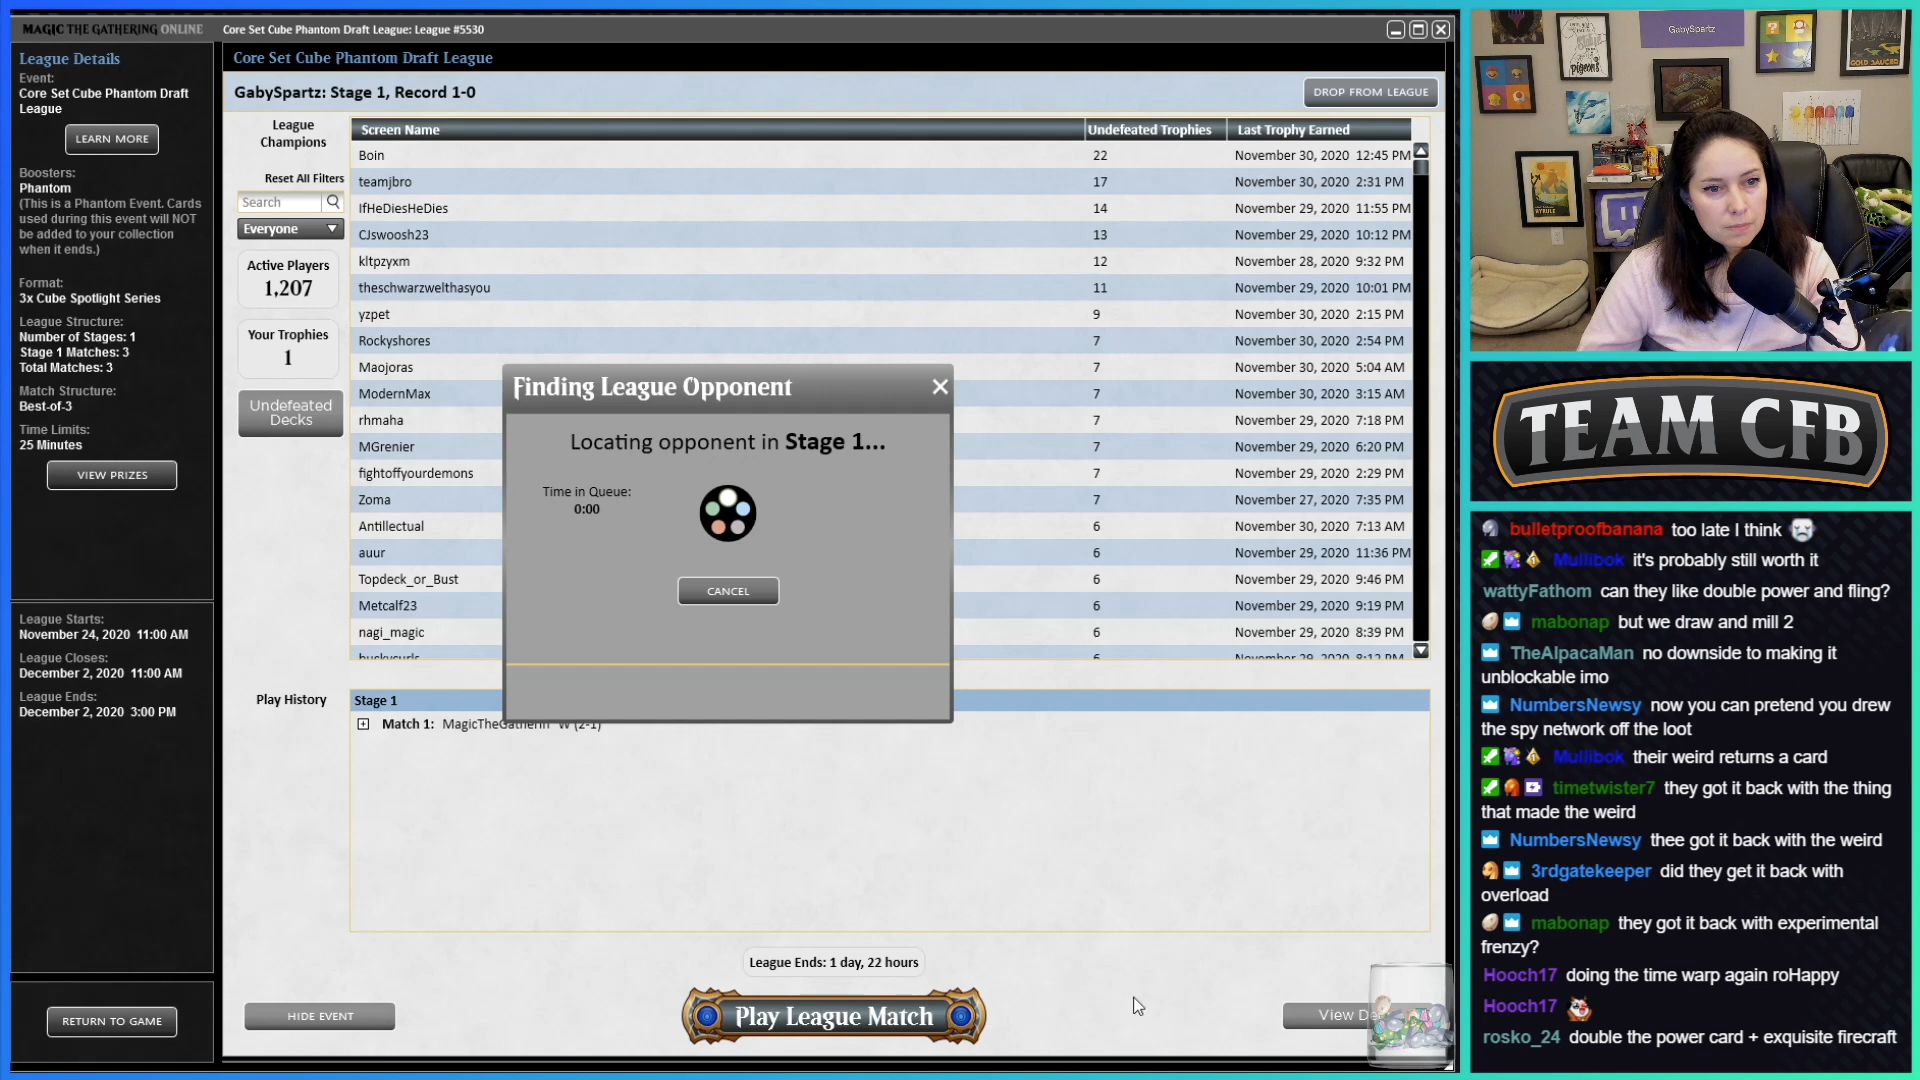 MAGIC THE GATHERING ONLINE
Core Set Cube Phantom Draft League: League #5530
League Details
Event:
Core Set Cube Phantom Draft
League
LEARN MORE
Boosters:
Phantom
(This is a Phantom Event. Cards
used during this event will NOT
be added to your collection
when it ends.)
Format:
3x Cube Spotlight Series
League Structure:
Number of Stages: 1
Stage 1 Matches: 3
Total Matches: 3
Match Structure:
Best-of-3
Time Limits:
25 Minutes
VIEW PRIZES
League Starts:
November 24, 2020 11:00 AM
League Closes:
December 2, 2020 11:00 AM
League Ends:
December 2, 2020 3:00 PM
RETURN TO GAME
Core Set Cube Phantom Draft League
GabySpartz: Stage 1, Record 1-0
DROP FROM LEAGUE
League
Champions
Reset All Filters
Search
Everyone
Active Players
1,207
Your Trophies
1
Undefeated
Decks
Screen Name Undefeated Trophies Last Trophy Earned
Boin 22 November 30, 2020 12:45 PM
teamjbro 17 November 30, 2020 2:31 PM
IfHeDiesHeDies 14 November 29, 2020 11:55 PM
CJswoosh23 13 November 29, 2020 10:12 PM
kltpzyxm 12 November 28, 2020 9:32 PM
theschwarzwelthasyou 11 November 29, 2020 10:01 PM
yzpet 9 November 30, 2020 2:15 PM
Rockyshores 7 November 30, 2020 2:54 PM
Maojoras 7 November 30, 2020 5:04 AM
ModernMax 7 November 30, 2020 3:15 AM
rhmaha 7 November 29, 2020 7:18 PM
MGrenier 7 November 29, 2020 6:20 PM
fightoffyourdemons 7 November 29, 2020 2:29 PM
Zoma 7 November 27, 2020 7:35 PM
Antillectual 6 November 30, 2020 7:13 AM
auur 6 November 29, 2020 11:36 PM
Topdeck_or_Bust 6 November 29, 2020 9:46 PM
Metcalf23 6 November 29, 2020 9:19 PM
nagi_magic 6 November 29, 2020 8:39 PM
6 November 29, 2020 8:12 PM
Finding League Opponent
Locating opponent in Stage 1...
Time in Queue:
0:00
CANCEL
Play History
Stage 1
Match 1: MagicTheGatherin W (2-1)
League Ends: 1 day, 22 hours
HIDE EVENT
Play League Match
View De
GabySpartz
pigeons
GOLD SAUCER
HYRULE
TEAM CFB
bulletproofbanana too late I think
Mullibok it's probably still worth it
wattyFathom can they like double power and fling?
mabonap but we draw and mill 2
TheAlpacaMan no downside to making it
unblockable imo
NumbersNewsy now you can pretend you drew
the spy network off the loot
Mullibok their weird returns a card
timetwister7 they got it back with the thing
that made the weird
NumbersNewsy thee got it back with the weird
3rdgatekeeper did they get it back with
overload
mabonap they got it back with experimental
frenzy?
Hooch17 doing the time warp again roHappy
Hooch17
rosko_24 double the power card + exquisite firecraft